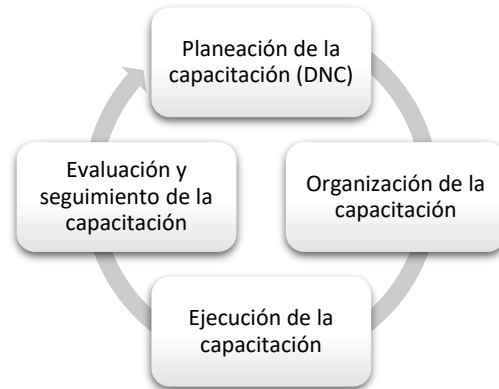 Planeación de la
capacitación (DNC)
Organización de la
capacitación
Ejecución de la
capacitación
Evaluación y
seguimiento de la
capacitación